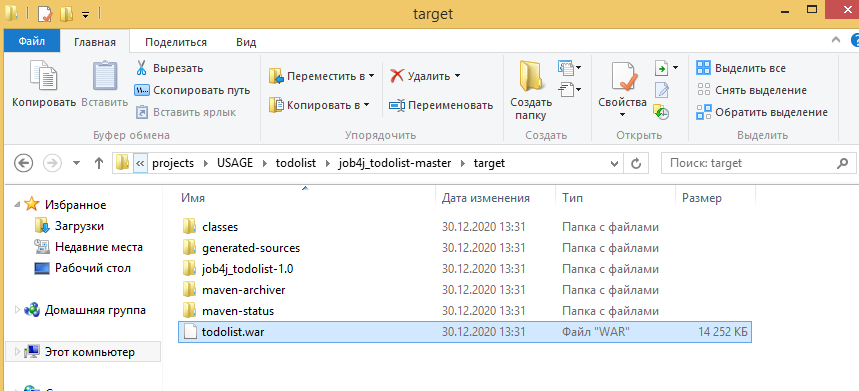 target
Файл
Главная
Поделиться
Вид
Копировать
Вставить
Вырезать
Скопировать путь
Вставить ярлык
Буфер обмена
Переместить в
Копировать в
Удалить
Переименовать
Упорядочить
Создать папку
Создать
Свойства
Открыть
Выделить все
Снять выделение
Обратить выделение
Выделить
« projects USAGE todolist job4j_todolist-master target
Поиск: target
Имя Дата изменения Тип Размер
Избранное
Загрузки
Недавние места
Рабочий стол
Домашняя группа
Этот компьютер
classes 30.12.2020 13:31 Папка с файлами
generated-sources 30.12.2020 13:31 Папка с файлами
job4j_todolist-1.0 30.12.2020 13:31 Папка с файлами
maven-archiver 30.12.2020 13:31 Папка с файлами
maven-status 30.12.2020 13:31 Папка с файлами
todolist.war 30.12.2020 13:31 Файл "WAR" 14 252 КБ